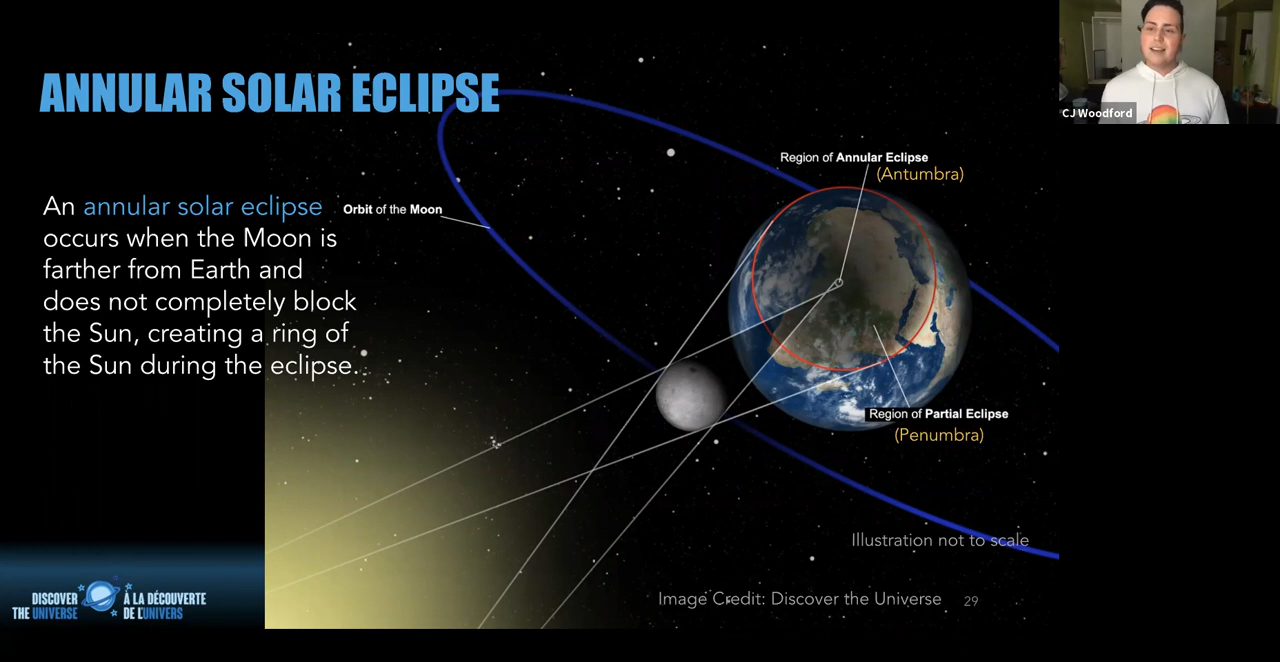 ANNULAR SOLAR ECLIPSE
CJ Woodford
An annular solar eclipse
occurs when the Moon is
farther from Earth and
does not completely block
the Sun, creating a ring of
the Sun during the eclipse.
Orbit of the Moon
Region of Annular Eclipse
(Antumbra)
Region of Partial Eclipse
(Penumbra)
Illustration not to scale
Image Credit: Discover the Universe
29
DISCOVER
THE UNIVERSE
À LA DÉCOUVERTE
DE L'UNIVERS